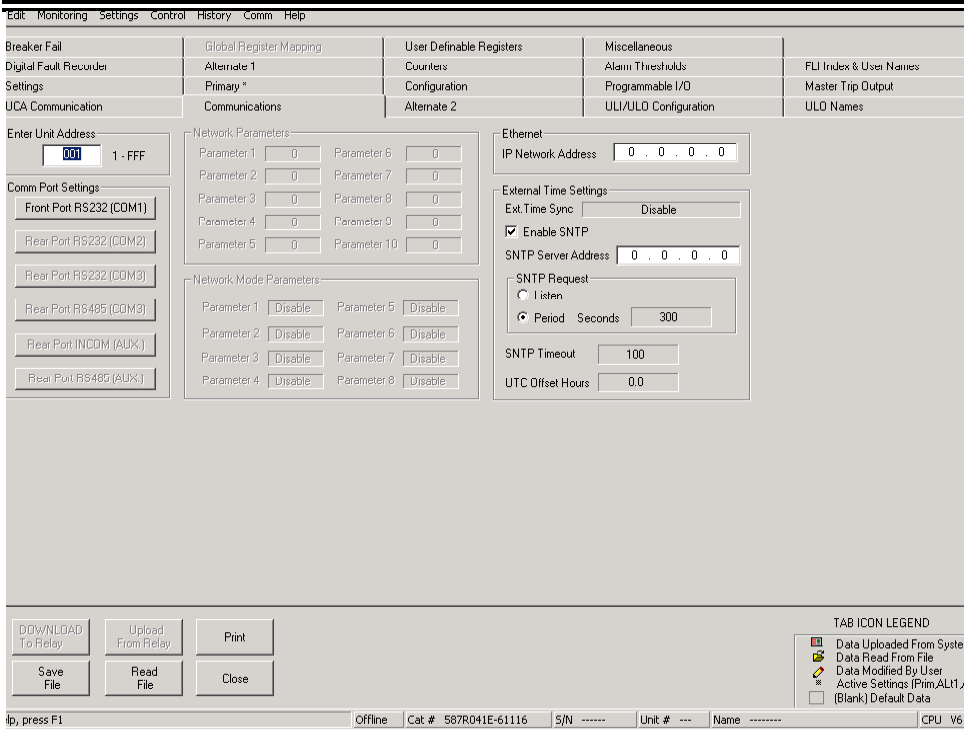 Edit Monitoring Settings Control History Comm Help
Breaker Fail Global Register Mapping User Definable Registers Miscellaneous
Digital Fault Recorder Alternate 1 Counters Alarm Thresholds FLI Index & User Names
Settings Primary * Configuration Programmable I/O Master Trip Output
UCA Communication Communications Alternate 2 ULI/ULO Configuration ULO Names
Enter Unit Address
001 1 - FFF
Comm Port Settings
Front Port RS232 (COM1)
Rear Port RS232 (COM2)
Rear Port RS232 (COM3)
Rear Port RS485 (COM3)
Rear Port INCOM (AUX.)
Rear Port RS485 (AUX.)
Network Parameters
Parameter 1 0 Parameter 6 0
Parameter 2 0 Parameter 7 0
Parameter 3 0 Parameter 8 0
Parameter 4 0 Parameter 9 0
Parameter 5 0 Parameter 10 0
Network Mode Parameters
Parameter 1 Disable Parameter 5 Disable
Parameter 2 Disable Parameter 6 Disable
Parameter 3 Disable Parameter 7 Disable
Parameter 4 Disable Parameter 8 Disable
Ethernet
IP Network Address 0 . 0 . 0 . 0
External Time Settings
Ext.Time Sync Disable
Enable SNTP
SNTP Server Address 0 . 0 . 0 . 0
SNTP Request
Listen
Period Seconds 300
SNTP Timeout 100
UTC Offset Hours 0.0
DOWNLOAD To Relay
Upload From Relay
Print
Save File
Read File
Close
TAB ICON LEGEND
Data Uploaded From Syste
Data Read From File
Data Modified By User
* Active Settings (Prim,ALt1,
(Blank) Default Data
elp, press F1 Offline Cat # 587R041E-61116 S/N ------ Unit # --- Name -------- CPU V6